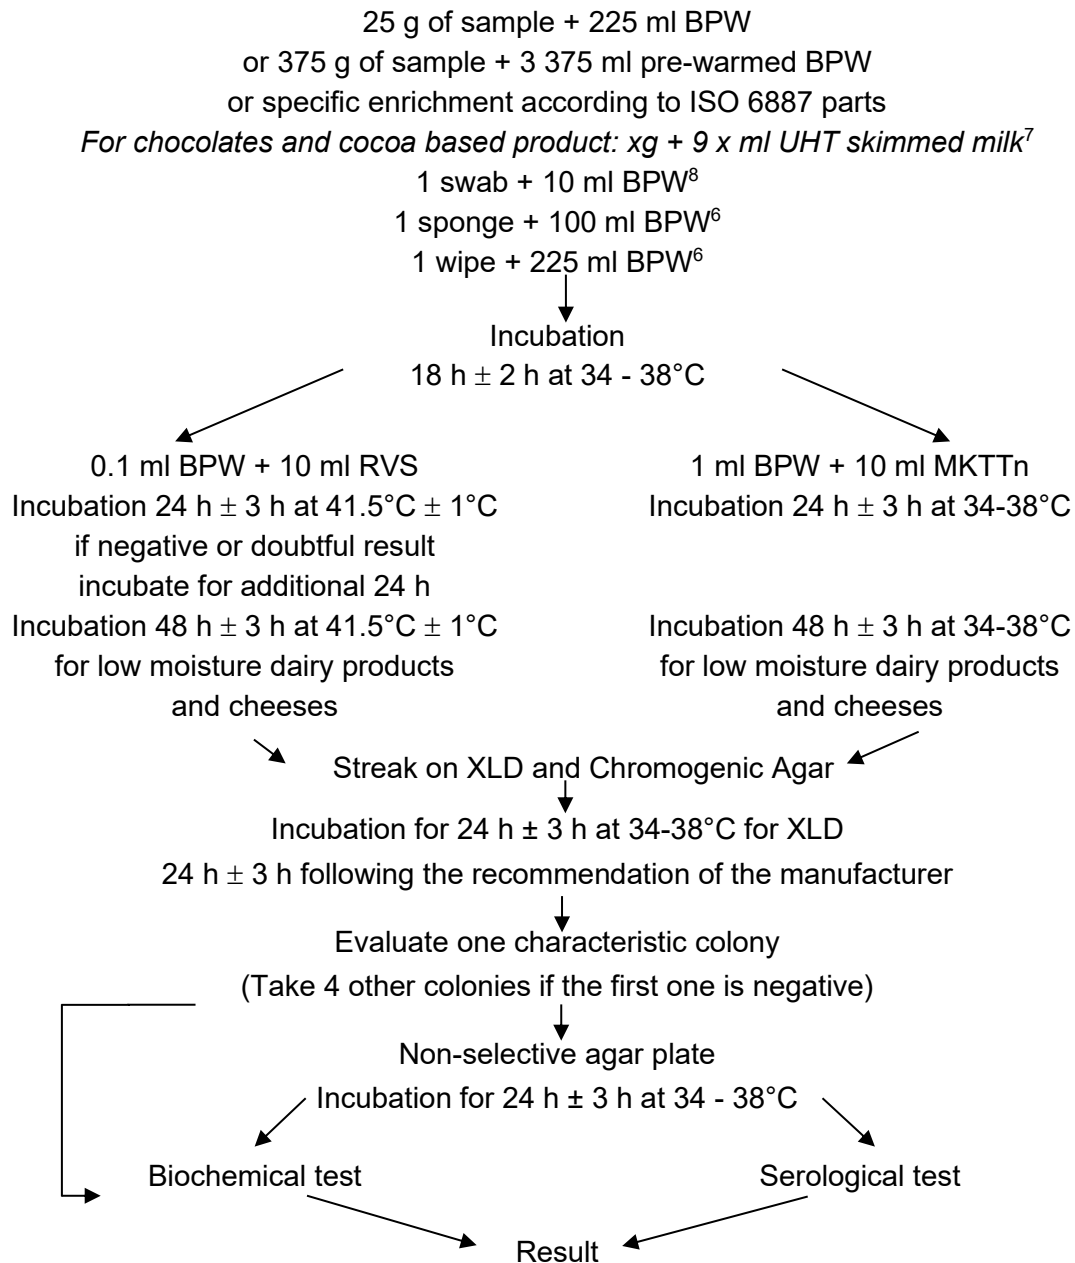 25 g of sample + 225 ml BPW
or 375 g of sample + 3 375 ml pre-warmed BPW
or specific enrichment according to ISO 6887 parts
For chocolates and cocoa based product: xg + 9 x ml UHT skimmed milk⁷
1 swab + 10 ml BPW⁸
1 sponge + 100 ml BPW⁶
1 wipe + 225 ml BPW⁶
Incubation
18 h ± 2 h at 34 - 38°C
0.1 ml BPW + 10 ml RVS
Incubation 24 h ± 3 h at 41.5°C ± 1°C
if negative or doubtful result
incubate for additional 24 h
Incubation 48 h ± 3 h at 41.5°C ± 1°C
for low moisture dairy products
and cheeses
1 ml BPW + 10 ml MKTTn
Incubation 24 h ± 3 h at 34-38°C
Incubation 48 h ± 3 h at 34-38°C
for low moisture dairy products
and cheeses
Streak on XLD and Chromogenic Agar
Incubation for 24 h ± 3 h at 34-38°C for XLD
24 h ± 3 h following the recommendation of the manufacturer
Evaluate one characteristic colony
(Take 4 other colonies if the first one is negative)
Non-selective agar plate
Incubation for 24 h ± 3 h at 34 - 38°C
Biochemical test
Serological test
Result